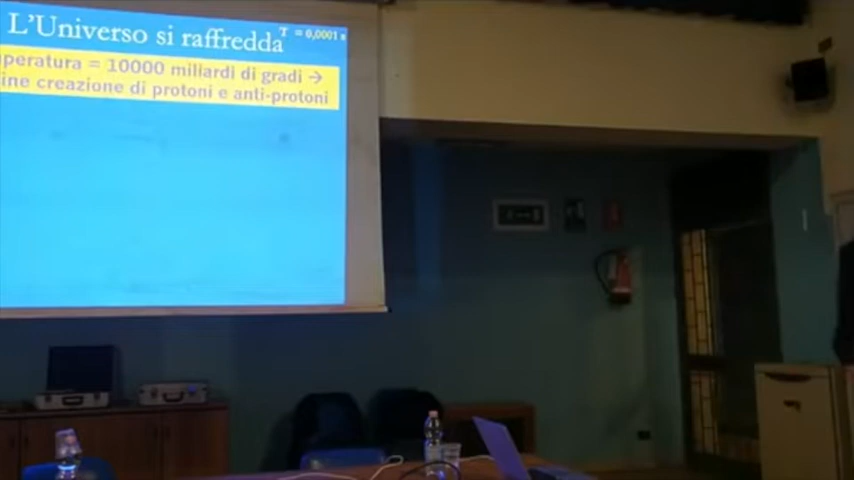 L'Universo si raffredda
T = 0,0001 s
peratura = 10000 miliardi di gradi →
ine creazione di protoni e anti-protoni